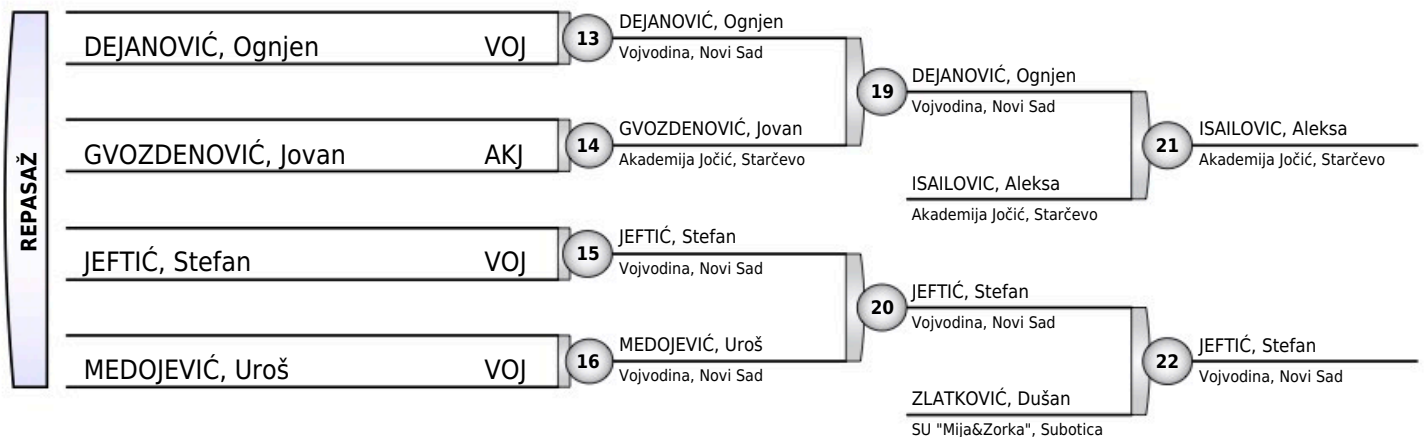 REPASAŽ
DEJANOVIĆ, Ognjen VOJ
GVOZDENOVIĆ, Jovan AKJ
JEFTIĆ, Stefan VOJ
MEDOJEVIĆ, Uroš VOJ
13
DEJANOVIĆ, Ognjen
Vojvodina, Novi Sad
14
GVOZDENOVIĆ, Jovan
Akademija Jočić, Starčevo
15
JEFTIĆ, Stefan
Vojvodina, Novi Sad
16
MEDOJEVIĆ, Uroš
Vojvodina, Novi Sad
19
DEJANOVIĆ, Ognjen
Vojvodina, Novi Sad
ISAILOVIC, Aleksa
Akademija Jočić, Starčevo
20
JEFTIĆ, Stefan
Vojvodina, Novi Sad
ZLATKOVIĆ, Dušan
SU "Mija&Zorka", Subotica
21
ISAILOVIC, Aleksa
Akademija Jočić, Starčevo
22
JEFTIĆ, Stefan
Vojvodina, Novi Sad